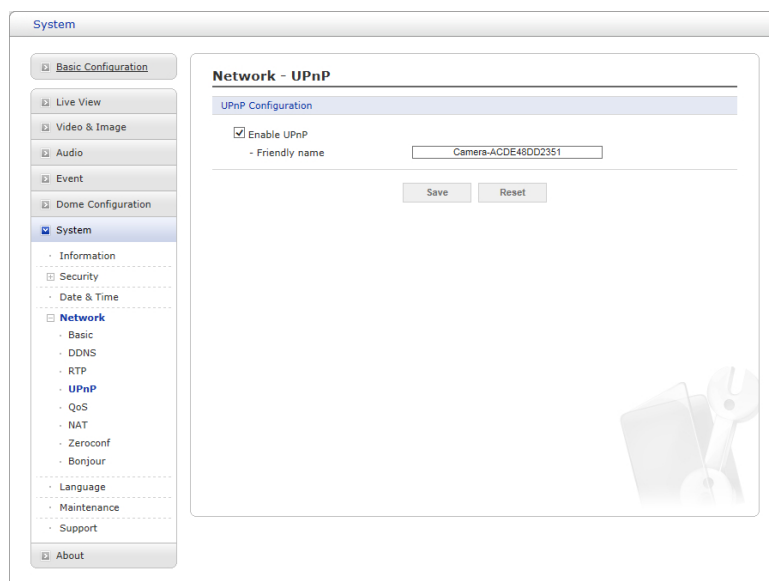 System
Basic Configuration
Live View
Video & Image
Audio
Event
Dome Configuration
System
· Information
Security
· Date & Time
Network
· Basic
· DDNS
· RTP
· UPnP
· QoS
· NAT
· Zeroconf
· Bonjour
· Language
· Maintenance
· Support
About
Network - UPnP
UPnP Configuration
Enable UPnP
- Friendly name Camera-ACDE48DD2351
Save Reset